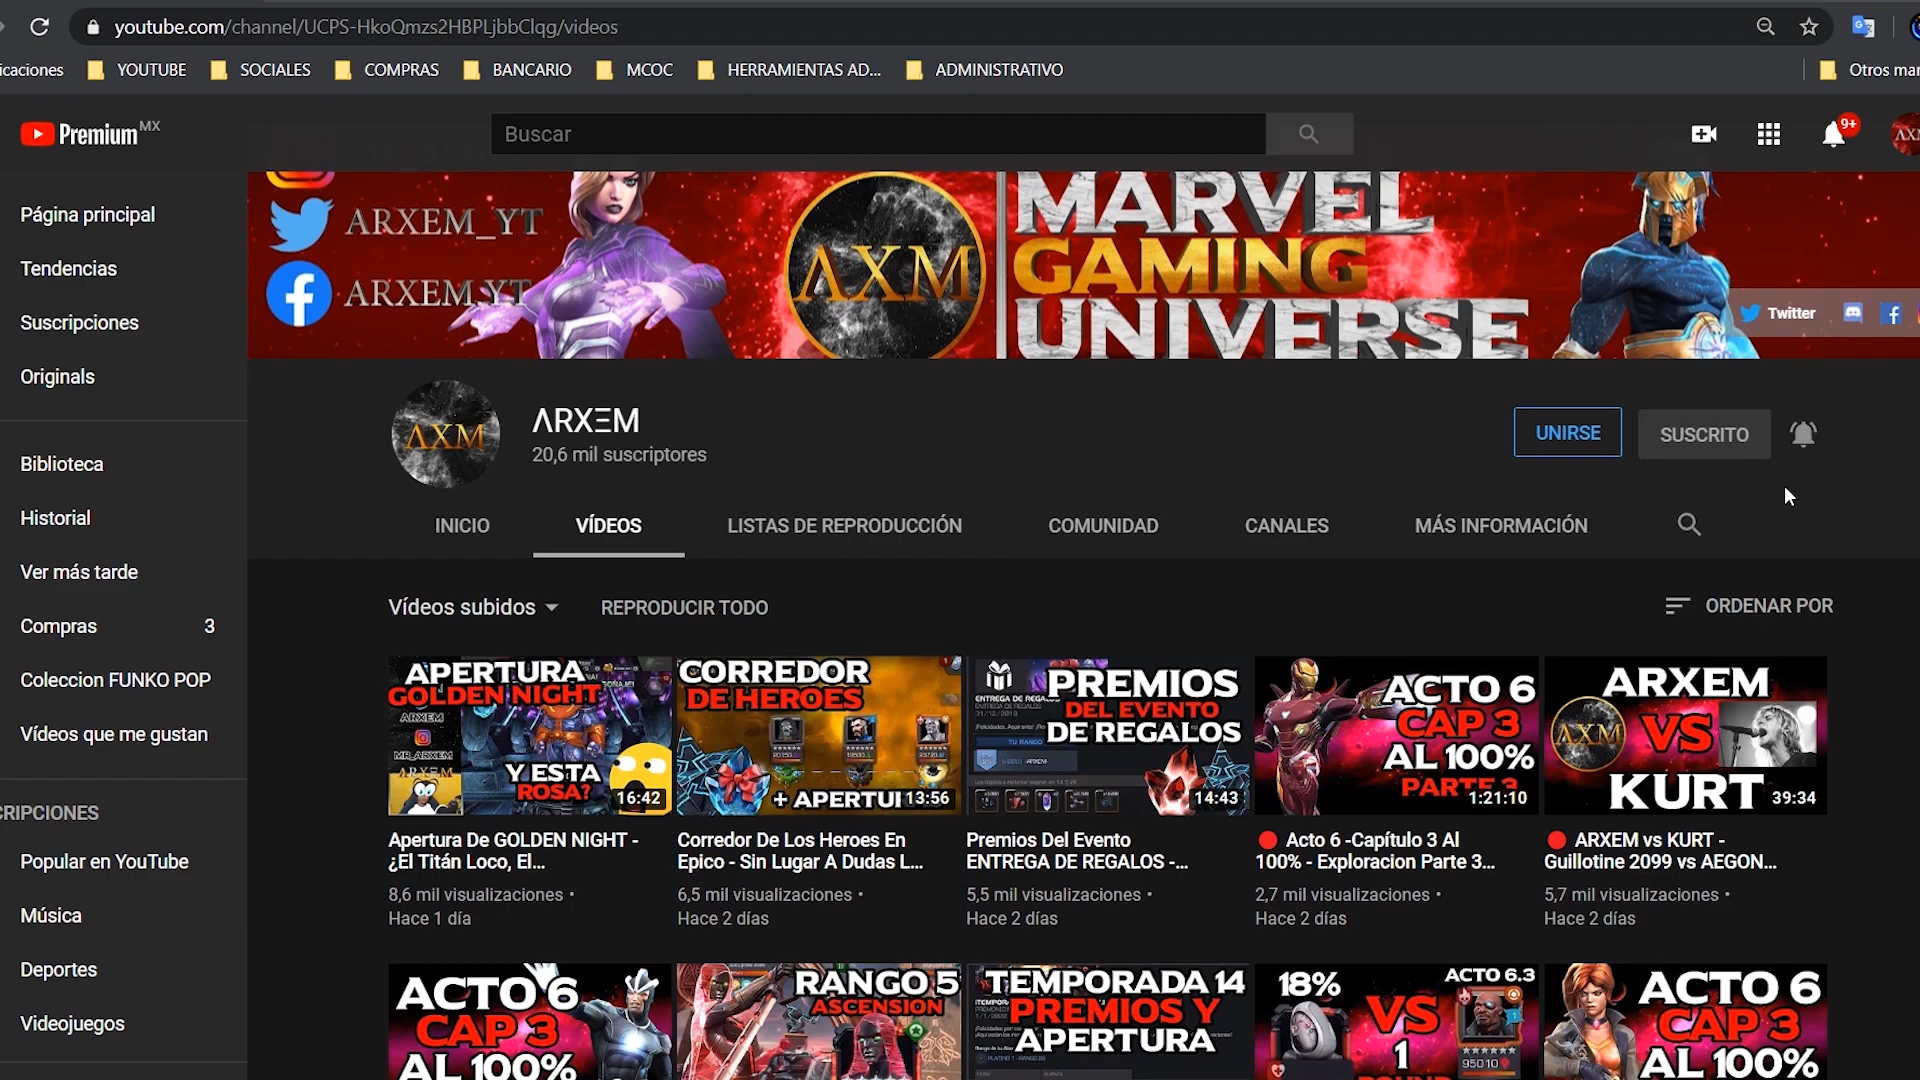 youtube.com/channel/UCPS-HkoQmzs2HBPLjbbClqg/videos
icaciones YOUTUBE SOCIALES COMPRAS BANCARIO MCOC HERRAMIENTAS AD... ADMINISTRATIVO Otros mar
Premium MX
Buscar
9+
Página principal
Tendencias
Suscripciones
Originals
Biblioteca
Historial
Ver más tarde
Compras 3
Coleccion FUNKO POP
Vídeos que me gustan
CRIPCIONES
Popular en YouTube
Música
Deportes
Videojuegos
ARXEM_YT
ARXEM.YT
ΛXM
MARVEL
GAMING
UNIVERSE
Twitter
ΛXM
ΛRXΞM
20,6 mil suscriptores
UNIRSE
SUSCRITO
INICIO VÍDEOS LISTAS DE REPRODUCCIÓN COMUNIDAD CANALES MÁS INFORMACIÓN
Vídeos subidos REPRODUCIR TODO ORDENAR POR
APERTURA
GOLDEN NIGHT
ARXEM
MR_ARXEM
Y ESTA
ROSA?
16:42
Apertura De GOLDEN NIGHT -
¿El Titán Loco, El...
8,6 mil visualizaciones •
Hace 1 día
CORREDOR
DE HEROES
+ APERTU
13:56
Corredor De Los Heroes En
Epico - Sin Lugar A Dudas L...
6,5 mil visualizaciones •
Hace 2 días
PREMIOS
DEL EVENTO
DE REGALOS
14:43
Premios Del Evento
ENTREGA DE REGALOS -...
5,5 mil visualizaciones •
Hace 2 días
ACTO 6
CAP 3
AL 100%
PARTE 3
1:21:10
Acto 6 -Capítulo 3 Al
100% - Exploracion Parte 3...
2,7 mil visualizaciones •
Hace 2 días
ARXEM
ΛXM
VS
KURT
39:34
ARXEM vs KURT -
Guillotine 2099 vs AEGON...
5,7 mil visualizaciones •
Hace 2 días
ACTO 6
CAP 3
AL 100%
RANGO 5
ASCENSION
TEMPORADA 14
PREMIOS Y
APERTURA
18%
VS
1
ACTO 6.3
95010
ACTO 6
CAP 3
AL 100%